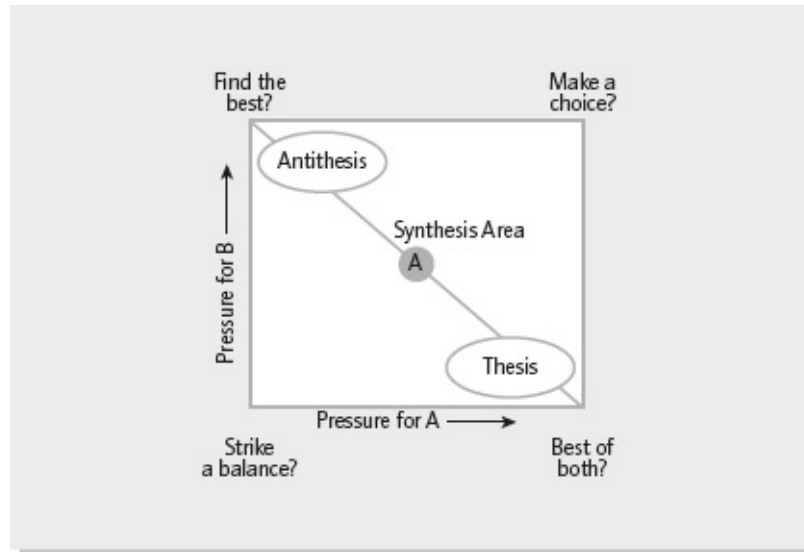 Find the
best?
Make a
choice?
Antithesis
Synthesis Area
A
Pressure for B
Thesis
Pressure for A
Strike
a balance?
Best of
both?